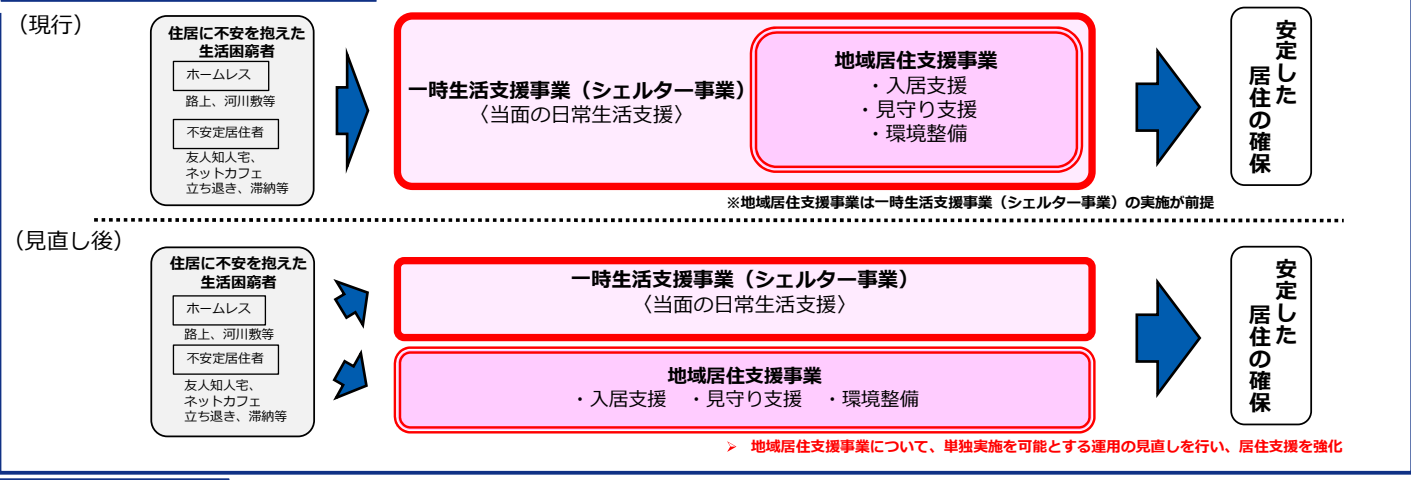 （現行）
住居に不安を抱えた
生活困窮者
ホームレス
路上、河川敷等
不安定居住者
友人知人宅、
ネットカフェ
立ち退き、滞納等
一時生活支援事業（シェルター事業）
〈当面の日常生活支援〉
地域居住支援事業
・入居支援
・見守り支援
・環境整備
安定した
居住の確保
※地域居住支援事業は一時生活支援事業（シェルター事業）の実施が前提
（見直し後）
住居に不安を抱えた
生活困窮者
ホームレス
路上、河川敷等
不安定居住者
友人知人宅、
ネットカフェ
立ち退き、滞納等
一時生活支援事業（シェルター事業）
〈当面の日常生活支援〉
地域居住支援事業
・入居支援　・見守り支援　・環境整備
安定した
居住の確保
➢ 地域居住支援事業について、単独実施を可能とする運用の見直しを行い、居住支援を強化